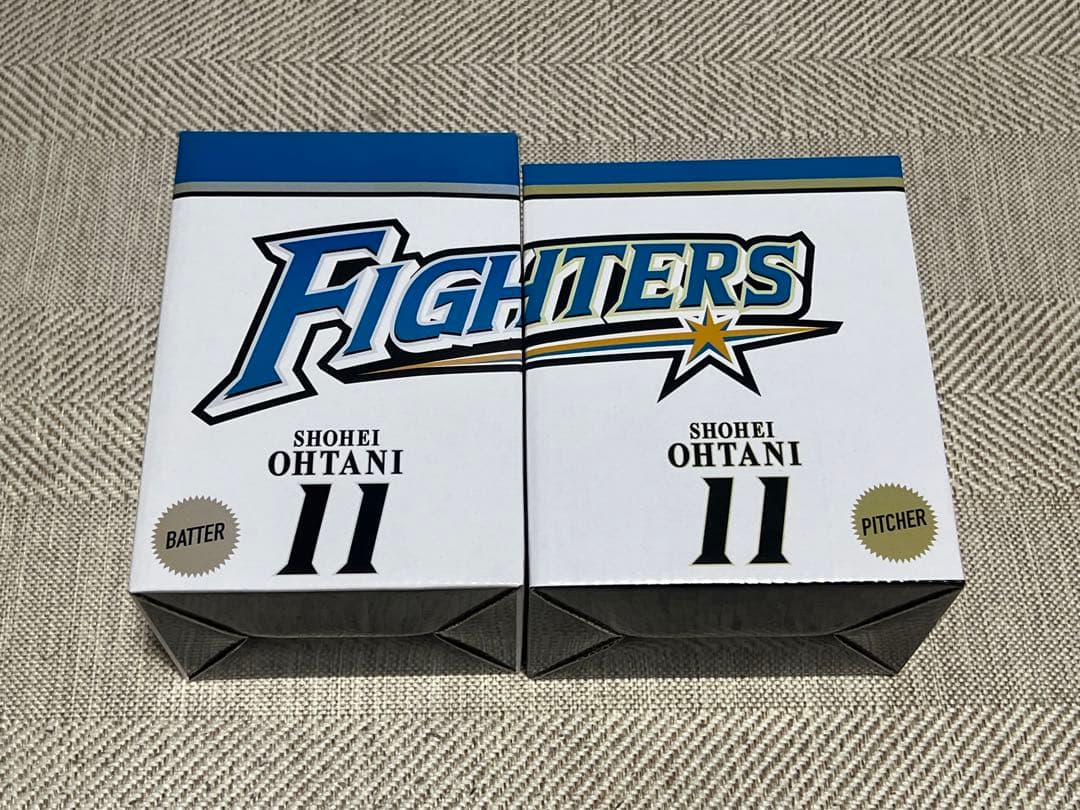 FIGHTERS
SHOHEI
OHTANI
11
BATTER
SHOHEI
OHTANI
11
PITCHER